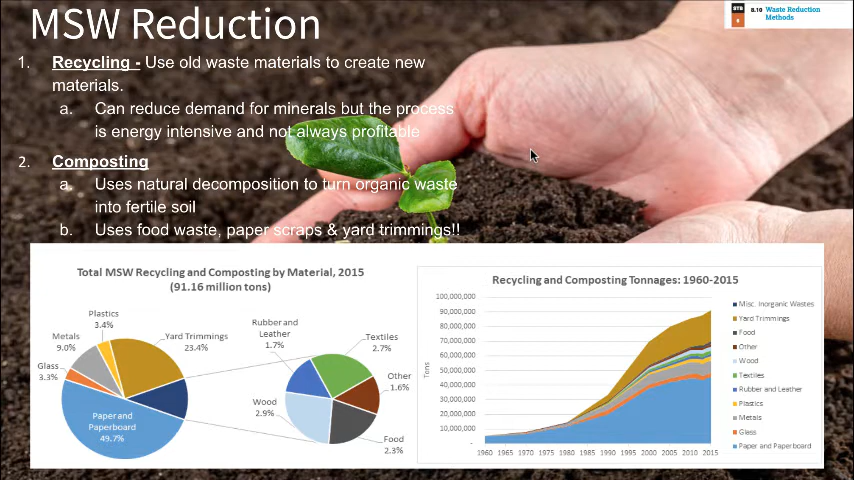 MSW Reduction
STB
8.10 Waste Reduction
Methods
1. Recycling - Use old waste materials to create new
materials.
a. Can reduce demand for minerals but the process
is energy intensive and not always profitable
2. Composting
a. Uses natural decomposition to turn organic waste
into fertile soil
b. Uses food waste, paper scraps & yard trimmings!!
Total MSW Recycling and Composting by Material, 2015
(91.16 million tons)
Plastics
3.4%
Metals
9.0%
Glass
3.3%
Yard Trimmings
23.4%
Paper and
Paperboard
49.7%
Rubber and
Leather
1.7%
Textiles
2.7%
Other
1.6%
Wood
2.9%
Food
2.3%
Recycling and Composting Tonnages: 1960-2015
Tons
100,000,000
90,000,000
80,000,000
70,000,000
60,000,000
50,000,000
40,000,000
30,000,000
20,000,000
10,000,000
-
1960 1965 1970 1975 1980 1985 1990 1995 2000 2005 2010 2015
Misc. Inorganic Wastes
Yard Trimmings
Food
Other
Wood
Textiles
Rubber and Leather
Plastics
Metals
Glass
Paper and Paperboard